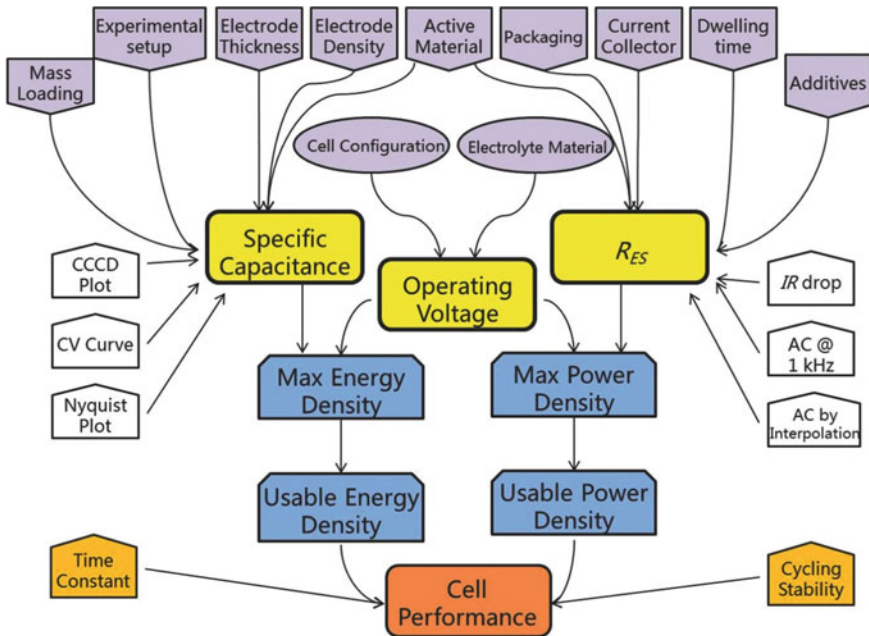 Mass
Loading
Experimental
setup
Electrode
Thickness
Electrode
Density
Active
Material
Packaging
Current
Collector
Dwelling
time
Additives
Cell Configuration
Electrolyte Material
Specific
Capacitance
Operating
Voltage
R_ES
CCCD
Plot
CV Curve
Nyquist
Plot
IR drop
AC @
1 kHz
AC by
Interpolation
Max Energy
Density
Max Power
Density
Usable Energy
Density
Usable Power
Density
Time
Constant
Cell
Performance
Cycling
Stability